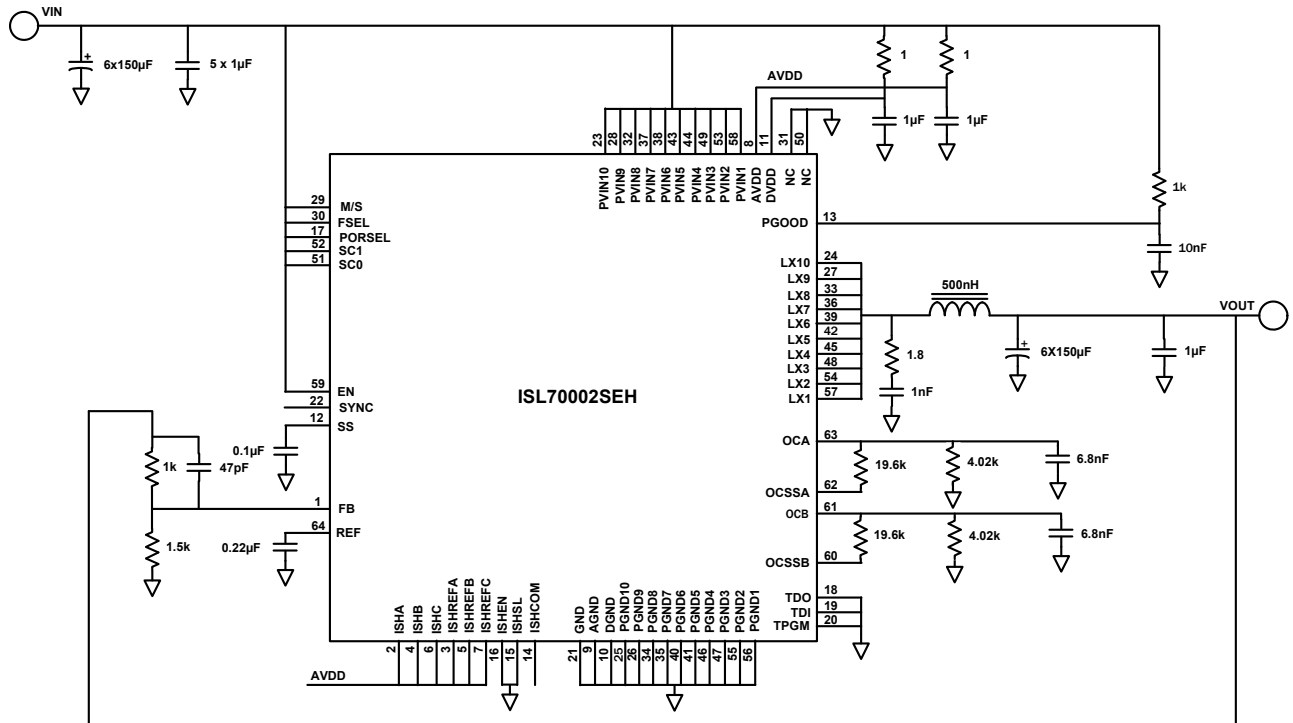 VIN
6x150µF
5 x 1µF
1
1
AVDD
1µF
1µF
23
28
32
37
38
43
44
49
53
58
8
11
31
50
PVIN10
PVIN9
PVIN8
PVIN7
PVIN6
PVIN5
PVIN4
PVIN3
PVIN2
PVIN1
AVDD
DVDD
NC
NC
1k
29 M/S
30 FSEL
17 PORSEL
52 SC1
51 SC0
PGOOD 13
10nF
LX10 24
LX9 27
LX8 33
LX7 36
LX6 39
LX5 42
LX4 45
LX3 48
LX2 54
LX1 57
500nH
VOUT
1.8
1nF
6X150µF
1µF
ISL70002SEH
59 EN
22 SYNC
12 SS
0.1µF
1k
47pF
1 FB
64 REF
1.5k
0.22µF
OCA 63
19.6k
4.02k
6.8nF
OCSSA 62
OCB 61
19.6k
4.02k
6.8nF
OCSSB 60
TDO 18
TDI 19
TPGM 20
ISHA
ISHB
ISHC
ISHREFA
ISHREFB
ISHREFC
ISHEN
ISHSL
ISHCOM
GND
AGND
DGND
PGND10
PGND9
PGND8
PGND7
PGND6
PGND5
PGND4
PGND3
PGND2
PGND1
2
4
6
3
5
7
16
15
14
21
9
10
25
26
34
35
40
41
46
47
55
56
AVDD